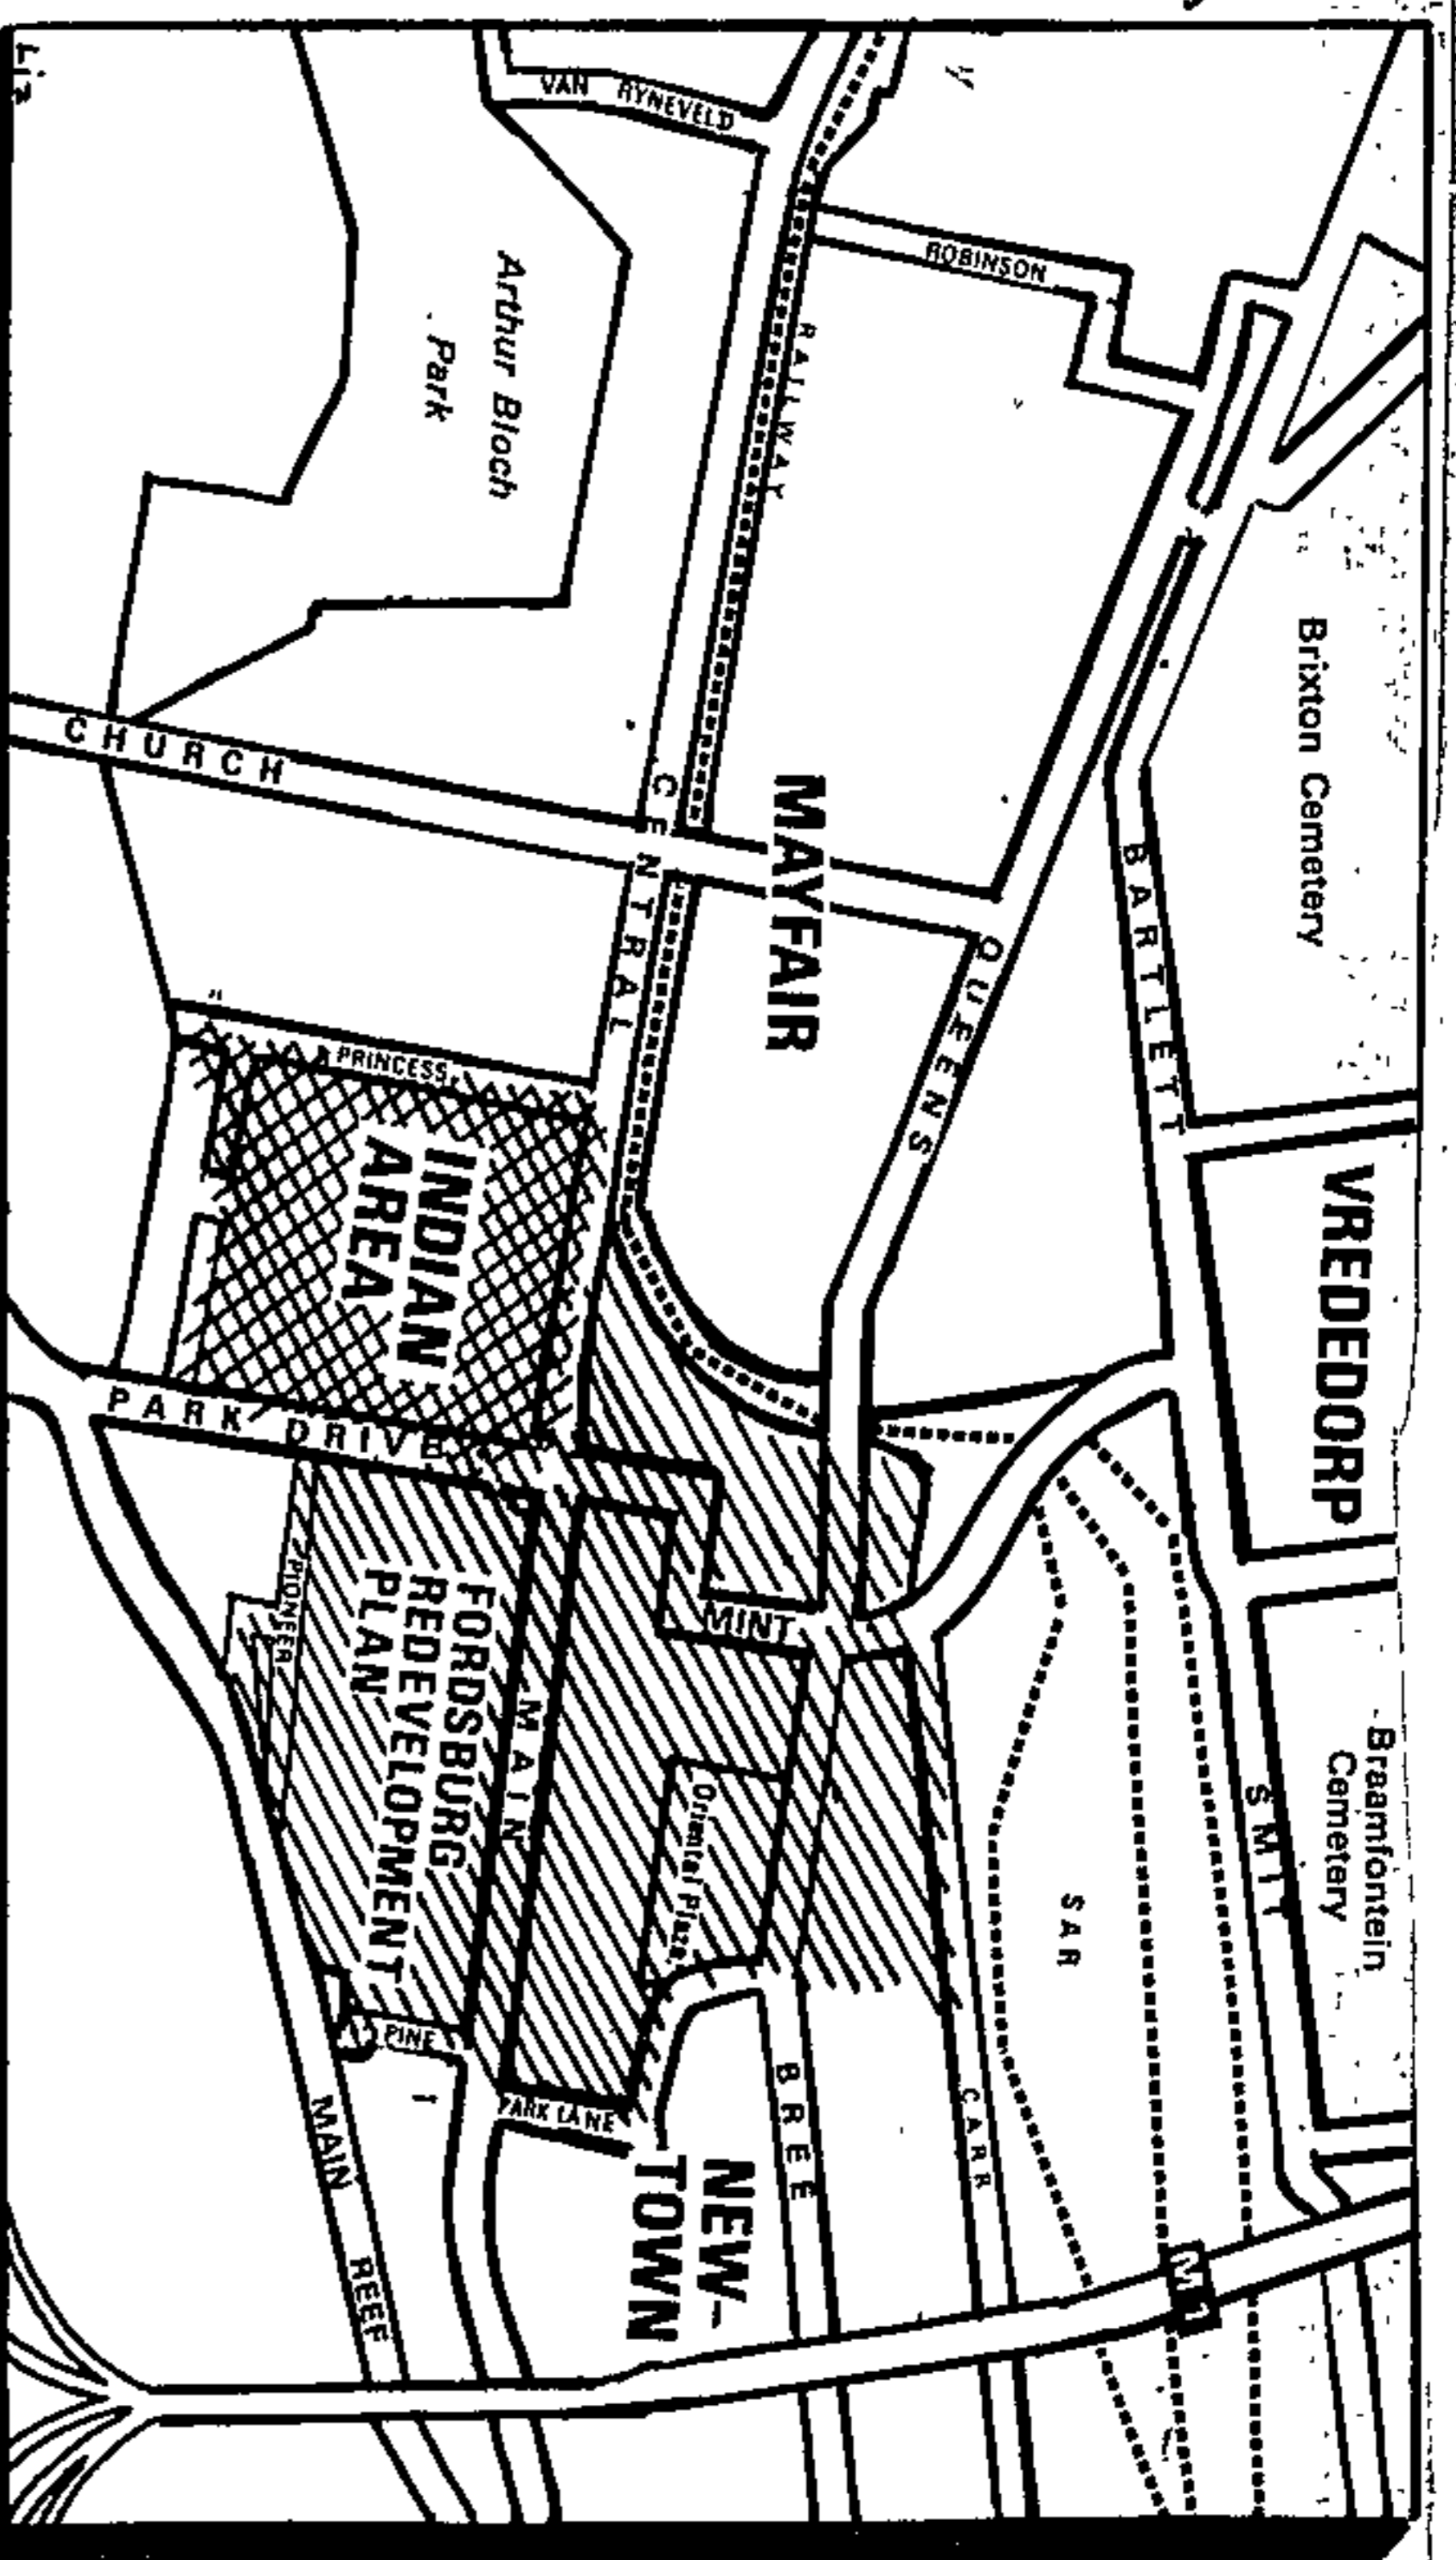 Brixton Cemetery
VREDEDORP
Braamfontein
Cemetery
ROBINSON
BARTLETT
SMIT
QUEENS
SAR
M1
MAYFAIR
RAILWAY
VAN RYNEVELD
CENTRAL
MINT
CARR
BREE
Oriental Plaza
NEW-
TOWN
Arthur Bloch
Park
PRINCESS
INDIAN
AREA
MAIN
PARK LANE
FORDSBURG
REDEVELOPMENT
PLAN
PINE
PARK DRIVE
PIONEER
CHURCH
MAIN REEF
Liz